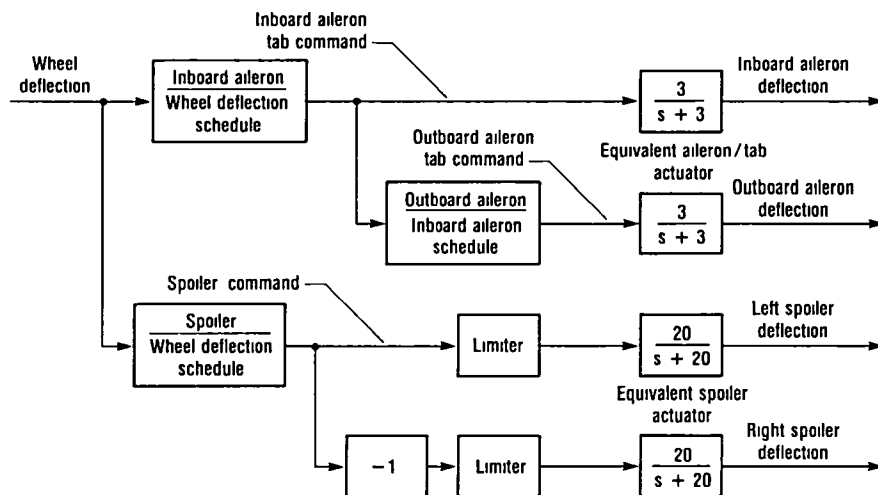 Inboard aileron
tab command
Wheel
deflection
Inboard aileron
Wheel deflection
schedule
3
s + 3
Inboard aileron
deflection
Outboard aileron
tab command
Equivalent aileron/tab
actuator
Outboard aileron
Inboard aileron
schedule
3
s + 3
Outboard aileron
deflection
Spoiler command
Spoiler
Wheel deflection
schedule
Limiter
20
s + 20
Left spoiler
deflection
Equivalent spoiler
actuator
−1
Limiter
20
s + 20
Right spoiler
deflection